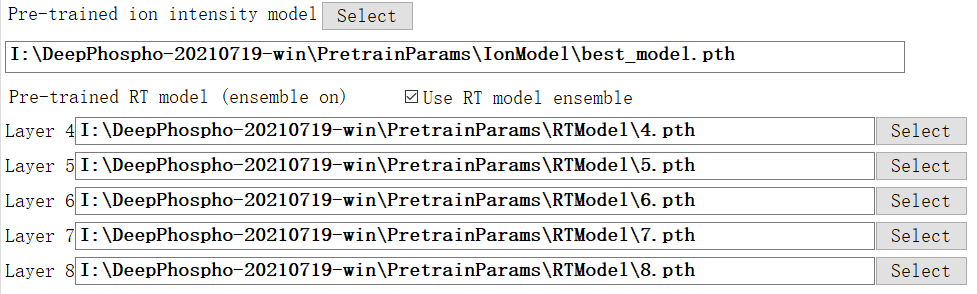 Pre-trained ion intensity model Select
I:\DeepPhospho-20210719-win\PretrainParams\IonModel\best_model.pth
Pre-trained RT model (ensemble on) Use RT model ensemble
Layer 4 I:\DeepPhospho-20210719-win\PretrainParams\RTModel\4.pth Select
Layer 5 I:\DeepPhospho-20210719-win\PretrainParams\RTModel\5.pth Select
Layer 6 I:\DeepPhospho-20210719-win\PretrainParams\RTModel\6.pth Select
Layer 7 I:\DeepPhospho-20210719-win\PretrainParams\RTModel\7.pth Select
Layer 8 I:\DeepPhospho-20210719-win\PretrainParams\RTModel\8.pth Select